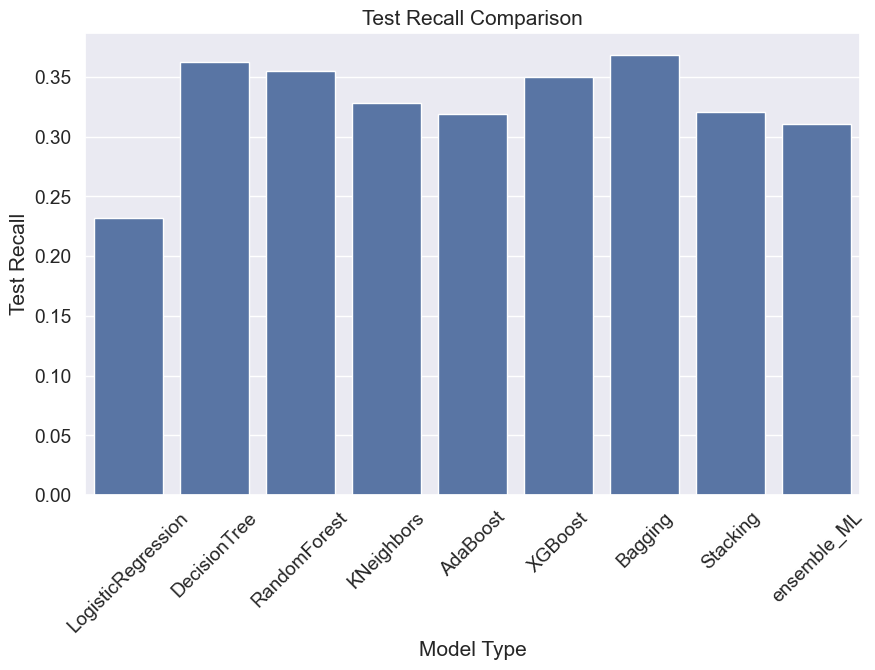 Test Recall Comparison
Test Recall
0.35
0.30
0.25
0.20
0.15
0.10
0.05
0.00
LogisticRegression
DecisionTree
RandomForest
KNeighbors
AdaBoost
XGBoost
Bagging
Stacking
ensemble_ML
Model Type